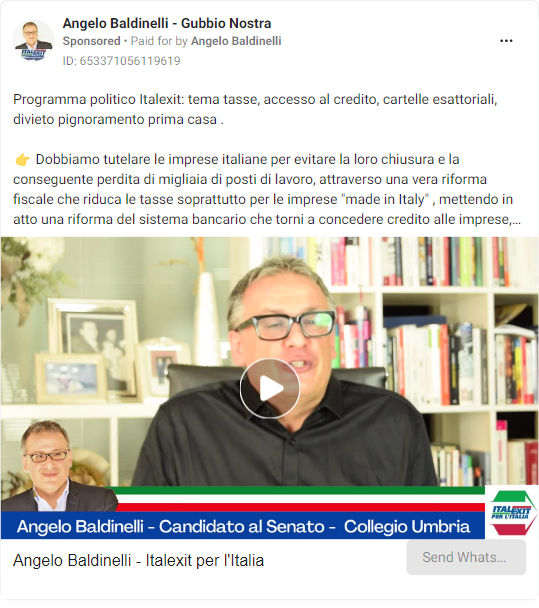 Angelo Baldinelli - Gubbio Nostra
Sponsored • Paid for by Angelo Baldinelli
ID: 653371056119619
Programma politico Italexit: tema tasse, accesso al credito, cartelle esattoriali,
divieto pignoramento prima casa .
👉 Dobbiamo tutelare le imprese italiane per evitare la loro chiusura e la
conseguente perdita di migliaia di posti di lavoro, attraverso una vera riforma
fiscale che riduca le tasse soprattutto per le imprese "made in Italy" , mettendo in
atto una riforma del sistema bancario che torni a concedere credito alle imprese,...
ITALEXIT
PER L'ITALIA
Angelo Baldinelli - Candidato al Senato - Collegio Umbria
Angelo Baldinelli - Italexit per l'Italia
Send Whats...